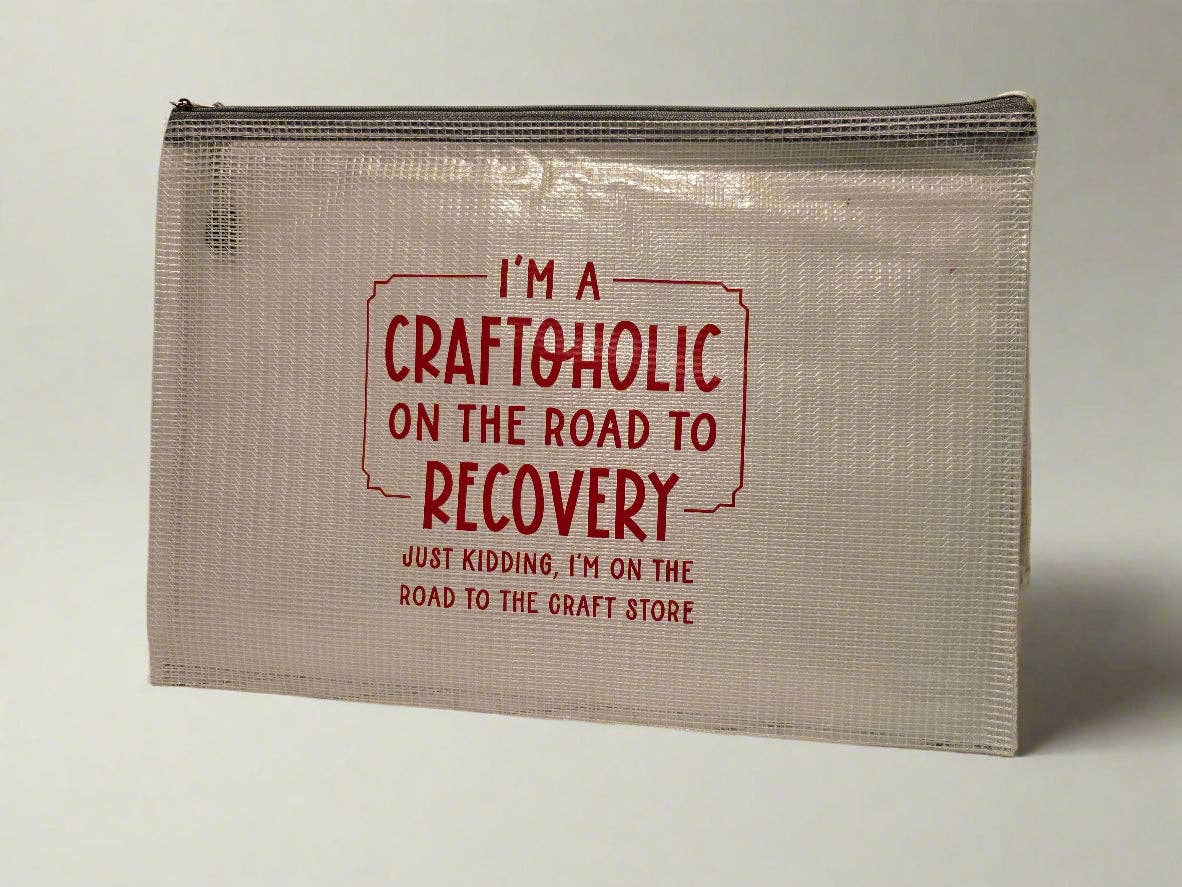 I'M A
CRAFTOHOLIC
ON THE ROAD TO
RECOVERY
JUST KIDDING, I'M ON THE
ROAD TO THE CRAFT STORE